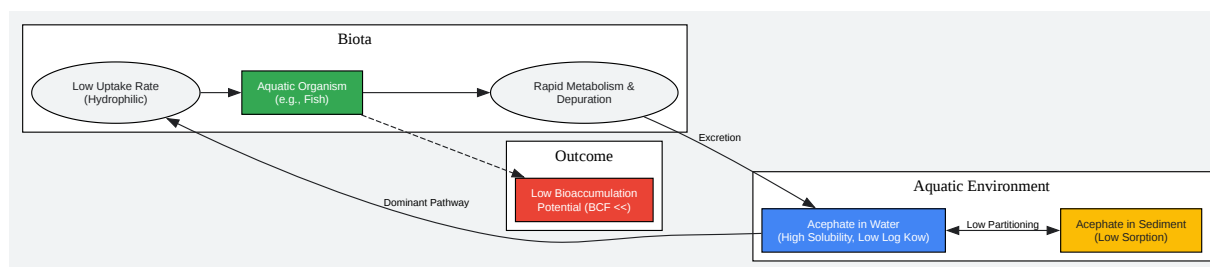 Biota
Low Uptake Rate
(Hydrophilic)
Aquatic Organism
(e.g., Fish)
Rapid Metabolism &
Depuration
Excretion
Outcome
Low Bioaccumulation
Potential (BCF <<)
Dominant Pathway
Aquatic Environment
Acephate in Water
(High Solubility, Low Log Kow)
Low Partitioning
Acephate in Sediment
(Low Sorption)